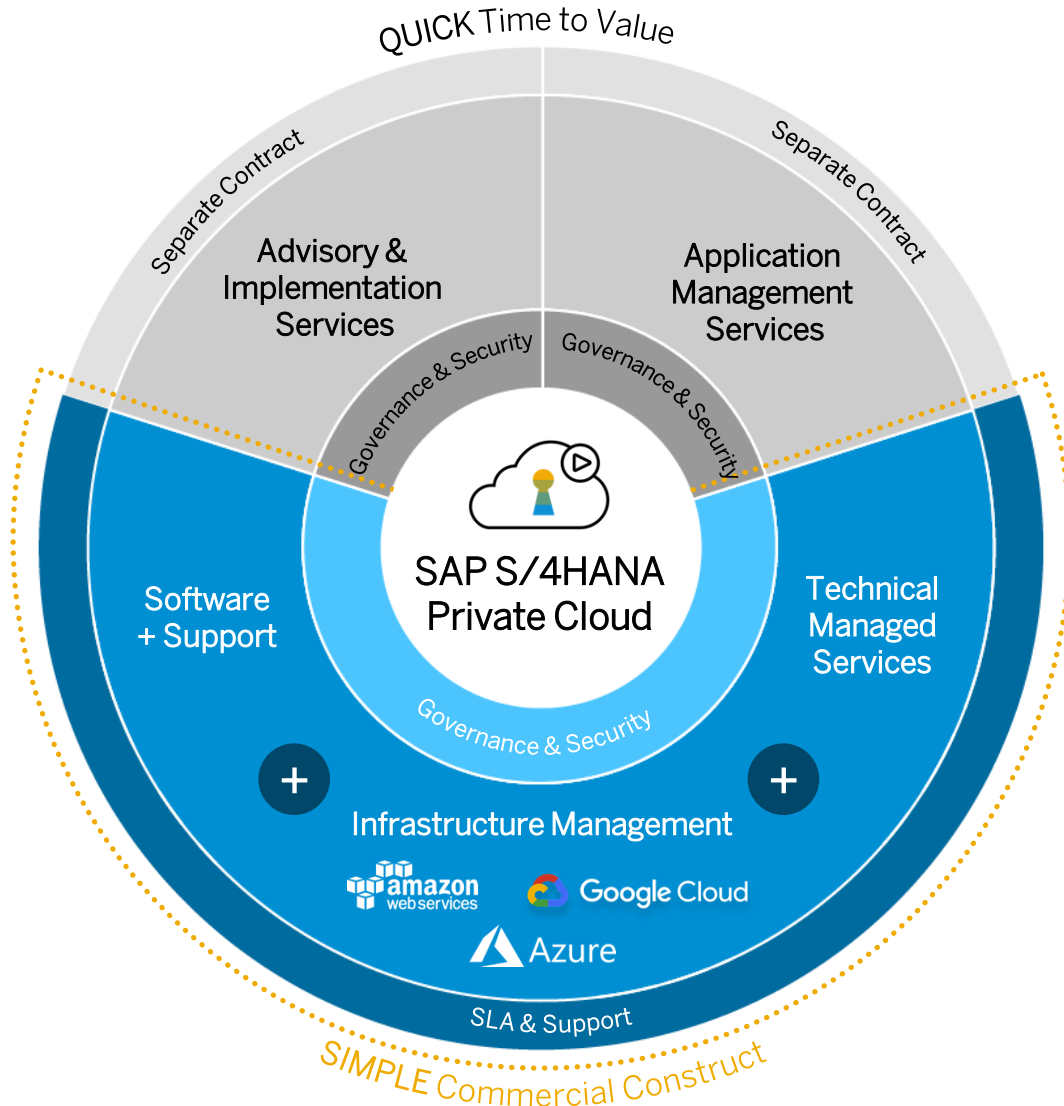 QUICK Time to Value
Separate Contract
Separate Contract
Advisory &
Implementation
Services
Application
Management
Services
Governance & Security
Governance & Security
SAP S/4HANA
Private Cloud
Software
+ Support
Technical
Managed
Services
Governance & Security
+
+
Infrastructure Management
amazon
webservices
Google Cloud
Azure
SLA & Support
SIMPLE Commercial Construct